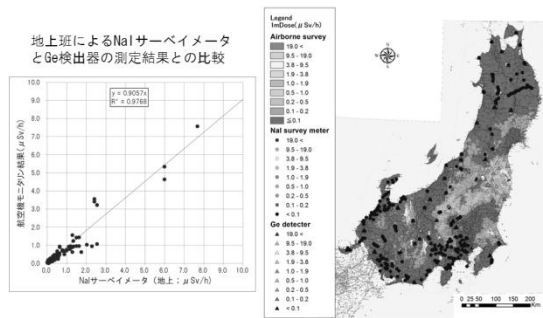 地上班によるNaIサーベイメータ
とGe検出器の測定結果との比較
y = 0.9057x
R² = 0.9768
航空機モニタリン結果(μSv/h)
10.0
9.0
8.0
7.0
6.0
5.0
4.0
3.0
2.0
1.0
0.0
0.0 1.0 2.0 3.0 4.0 5.0 6.0 7.0 8.0 9.0 10.0
NaIサーベイメータ（地上；μSv/h）
Legend
1mDose(μSv/h)
Airborne survey
19.0 <
9.5 - 19.0
3.8 - 9.5
1.9 - 3.8
1.0 - 1.9
0.5 - 1.0
0.2 - 0.5
0.1 - 0.2
≦0.1
NaI survey meter
19.0 <
9.5 - 19.0
3.8 - 9.5
1.9 - 3.8
1.0 - 1.9
0.5 - 1.0
0.2 - 0.5
0.1 - 0.2
< 0.1
Ge detecter
19.0 <
9.5 - 19.0
3.8 - 9.5
1.9 - 3.8
1.0 - 1.9
0.5 - 1.0
0.2 - 0.5
0.1 - 0.2
< 0.1
0 25 50 100 150 200
Km